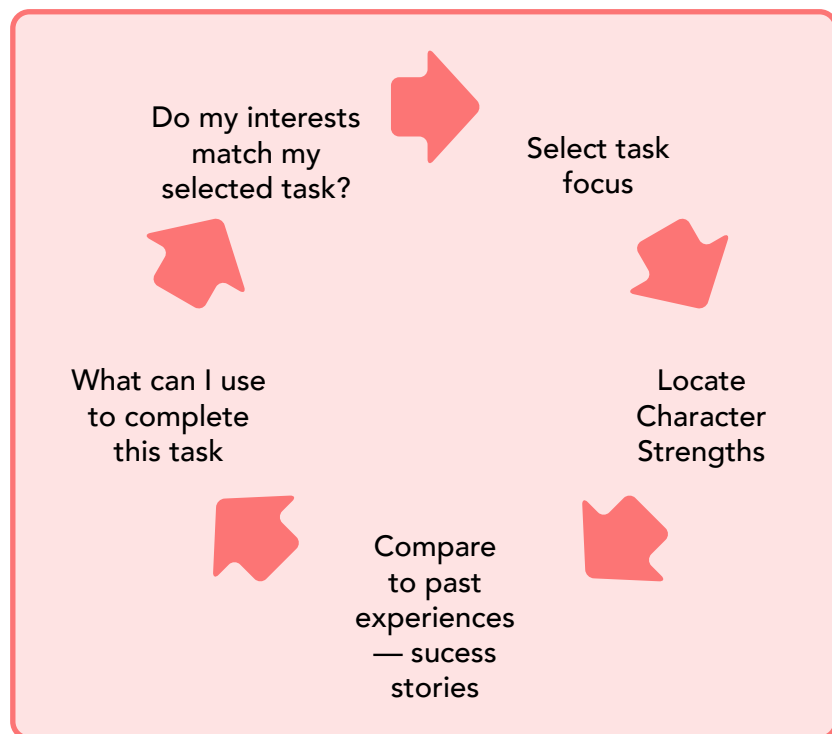 Do my interests
match my
selected task?
Select task
focus
Locate
Character
Strengths
Compare
to past
experiences
— sucess
stories
What can I use
to complete
this task